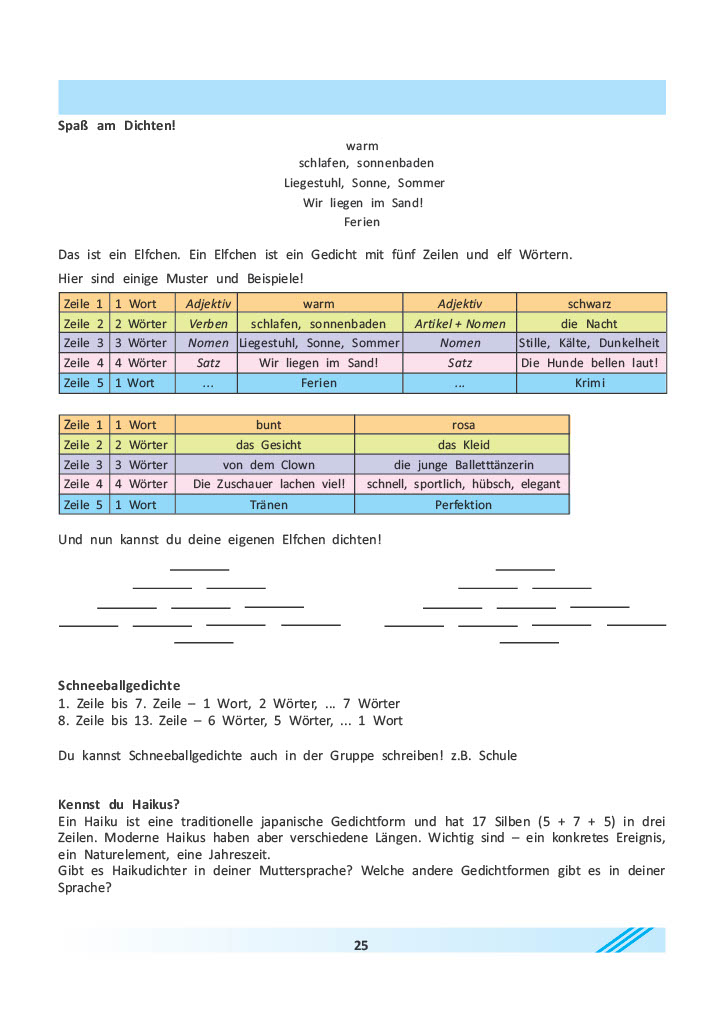 Spaß am Dichten!
warm
schlafen, sonnenbaden
Liegestuhl, Sonne, Sommer
Wir liegen im Sand!
Ferien
Das ist ein Elfchen. Ein Elfchen ist ein Gedicht mit fünf Zeilen und elf Wörtern.
Hier sind einige Muster und Beispiele!
Zeile 1 1 Wort Adjektiv warm Adjektiv schwarz
Zeile 2 2 Wörter Verben schlafen, sonnenbaden Artikel + Nomen die Nacht
Zeile 3 3 Wörter Nomen Liegestuhl, Sonne, Sommer Nomen Stille, Kälte, Dunkelheit
Zeile 4 4 Wörter Satz Wir liegen im Sand! Satz Die Hunde bellen laut!
Zeile 5 1 Wort ... Ferien ... Krimi
Zeile 1 1 Wort bunt rosa
Zeile 2 2 Wörter das Gesicht das Kleid
Zeile 3 3 Wörter von dem Clown die junge Balletttänzerin
Zeile 4 4 Wörter Die Zuschauer lachen viel! schnell, sportlich, hübsch, elegant
Zeile 5 1 Wort Tränen Perfektion
Und nun kannst du deine eigenen Elfchen dichten!
Schneeballgedichte
1. Zeile bis 7. Zeile – 1 Wort, 2 Wörter, ... 7 Wörter
8. Zeile bis 13. Zeile – 6 Wörter, 5 Wörter, ... 1 Wort
Du kannst Schneeballgedichte auch in der Gruppe schreiben! z.B. Schule
Kennst du Haikus?
Ein Haiku ist eine traditionelle japanische Gedichtform und hat 17 Silben (5 + 7 + 5) in drei
Zeilen. Moderne Haikus haben aber verschiedene Längen. Wichtig sind – ein konkretes Ereignis,
ein Naturelement, eine Jahreszeit.
Gibt es Haikudichter in deiner Muttersprache? Welche andere Gedichtformen gibt es in deiner
Sprache?
25